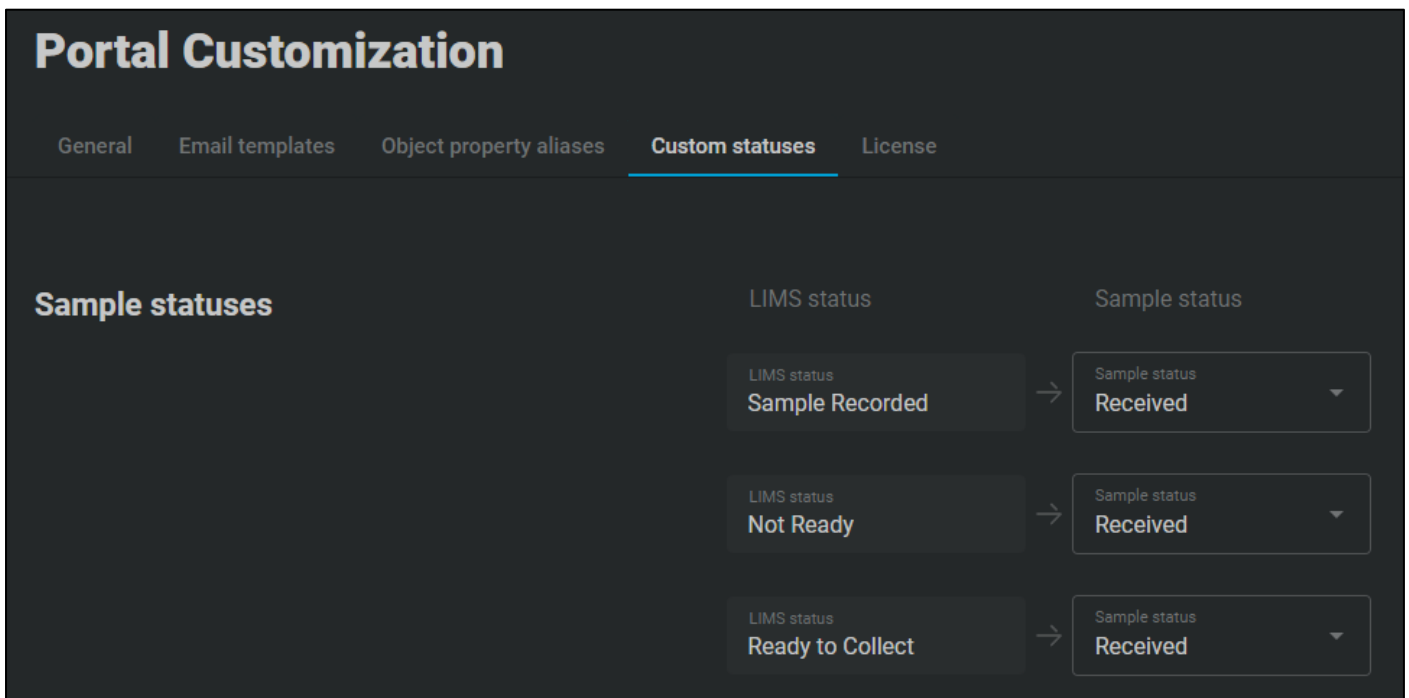 Portal Customization
General Email templates Object property aliases Custom statuses License
Sample statuses LIMS status Sample status
LIMS status Sample status
Sample Recorded Received
LIMS status Sample status
Not Ready Received
LIMS status Sample status
Ready to Collect Received